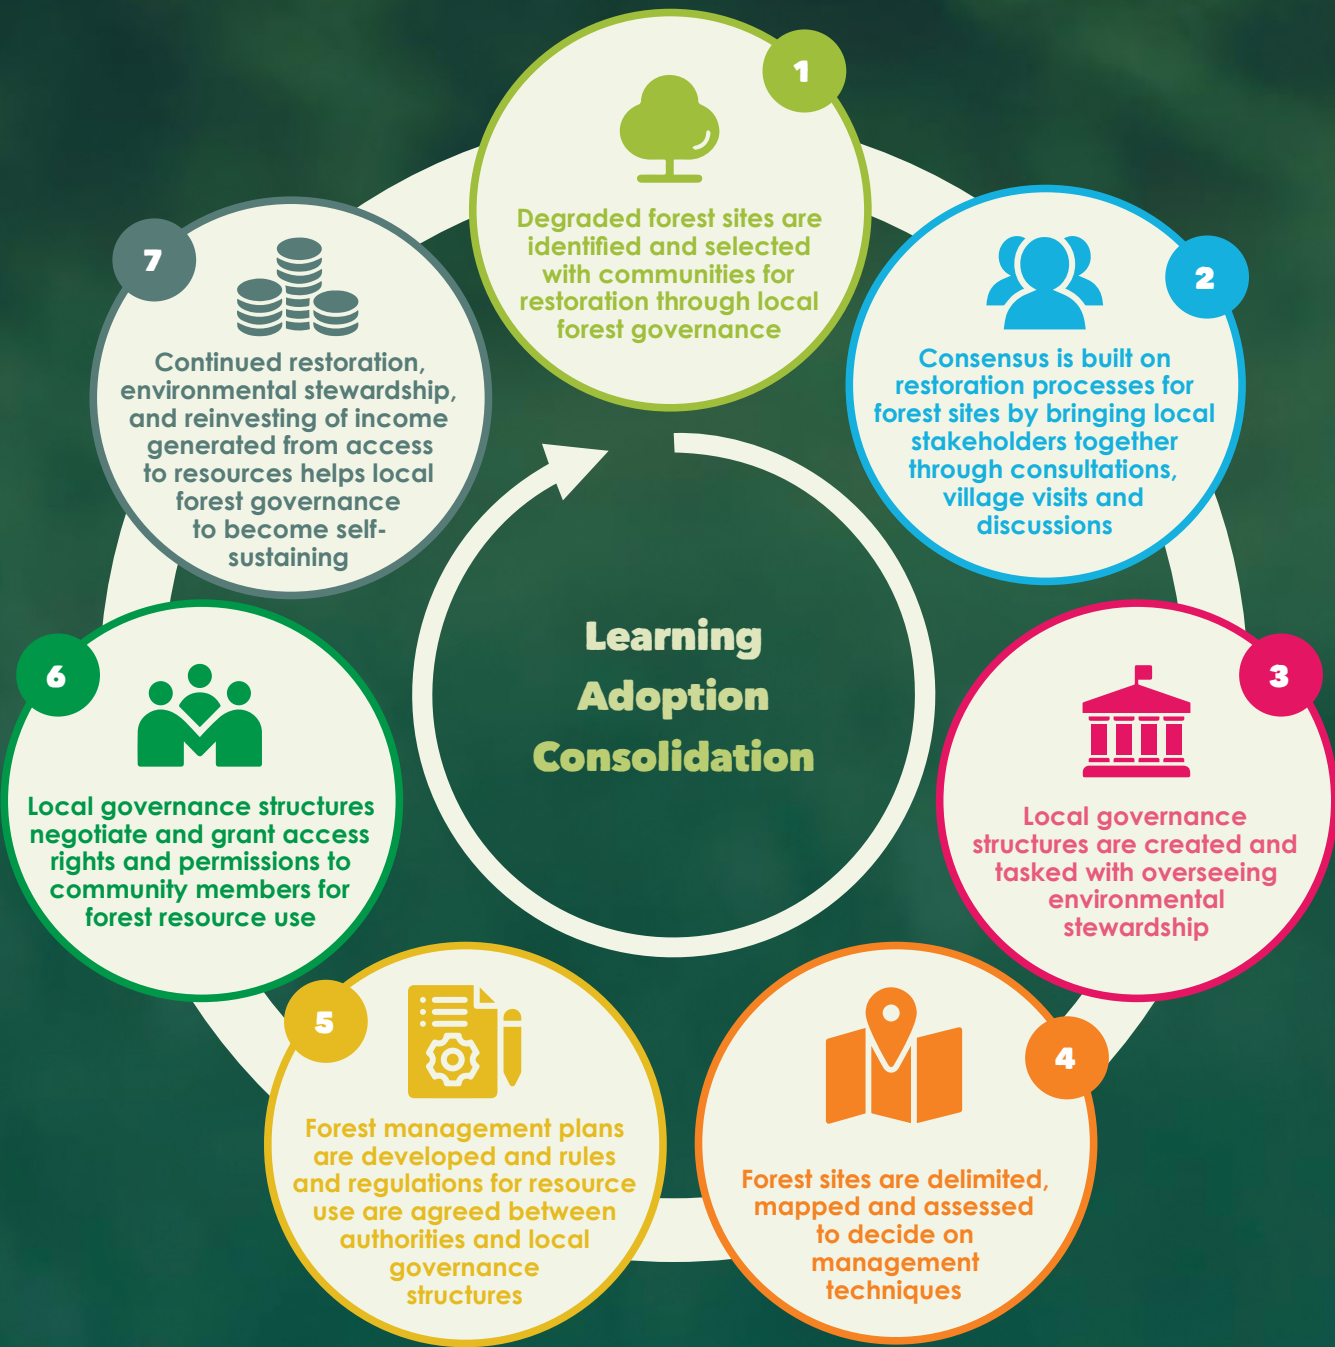 1
Degraded forest sites are
identified and selected
with communities for
restoration through local
forest governance
2
Consensus is built on
restoration processes for
forest sites by bringing local
stakeholders together
through consultations,
village visits and
discussions
3
Local governance
structures are created and
tasked with overseeing
environmental
stewardship
4
Forest sites are delimited,
mapped and assessed
to decide on
management
techniques
5
Forest management plans
are developed and rules
and regulations for resource
use are agreed between
authorities and local
governance
structures
6
Local governance structures
negotiate and grant access
rights and permissions to
community members for
forest resource use
7
Continued restoration,
environmental stewardship,
and reinvesting of income
generated from access
to resources helps local
forest governance
to become self-
sustaining
Learning
Adoption
Consolidation